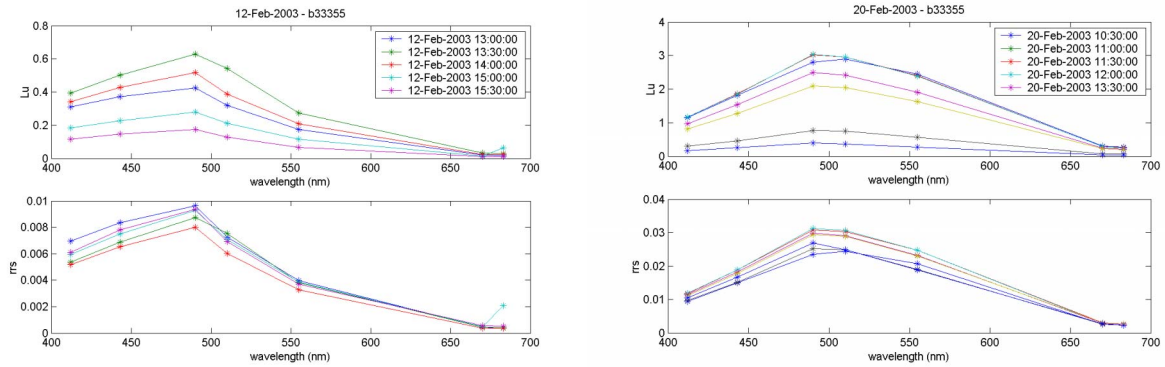 12-Feb-2003 - b33355
0.8
0.6
0.4
0.2
0
Lu
12-Feb-2003 13:00:00
12-Feb-2003 13:30:00
12-Feb-2003 14:00:00
12-Feb-2003 15:00:00
12-Feb-2003 15:30:00
400 450 500 550 600 650 700
wavelength (nm)
0.01
0.008
0.006
0.004
0.002
0
rrs
400 450 500 550 600 650 700
wavelength (nm)
20-Feb-2003 - b33355
4
3
2
1
0
Lu
20-Feb-2003 10:30:00
20-Feb-2003 11:00:00
20-Feb-2003 11:30:00
20-Feb-2003 12:00:00
20-Feb-2003 13:30:00
400 450 500 550 600 650 700
wavelength (nm)
0.04
0.03
0.02
0.01
0
rrs
400 450 500 550 600 650 700
wavelength (nm)